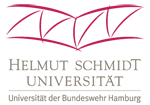 HELMUT SCHMIDT
UNIVERSITÄT
Universität der Bundeswehr Hamburg